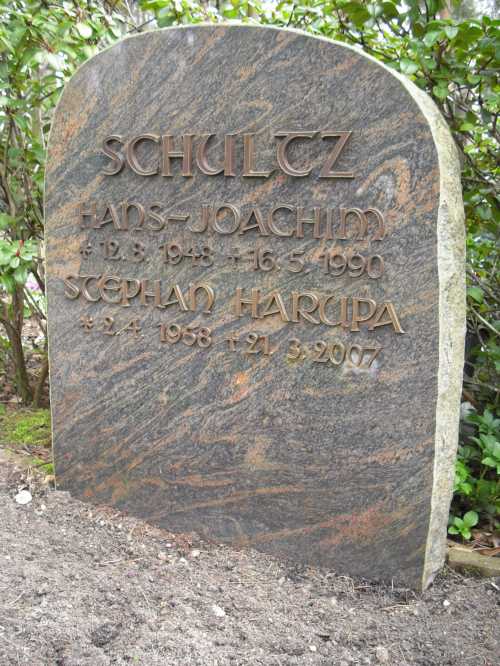 SCHULTZ
HANS-JOACHIM
* 12. 8. 1948 + 16. 5. 1990
STEPHAN HARUPA
* 2. 4. 1958 + 21. 3. 2007